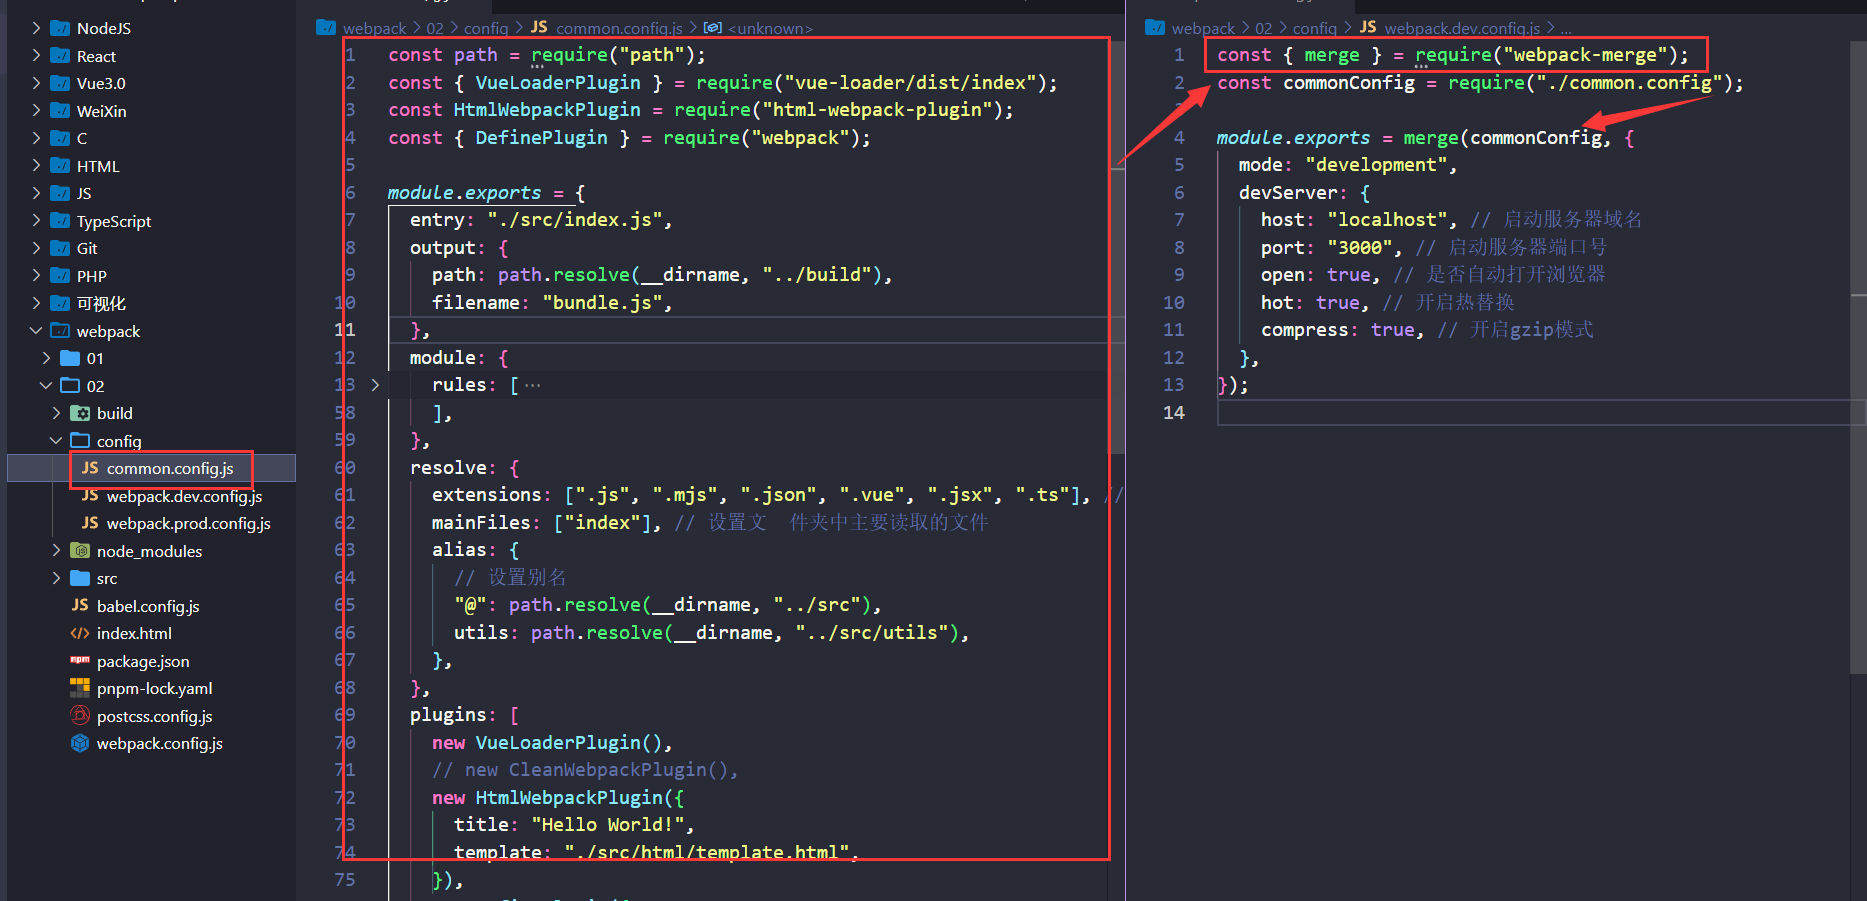 NodeJS
React
Vue3.0
WeiXin
C
HTML
JS
TypeScript
Git
PHP
可视化
webpack
01
02
build
config
JS common.config.js
JS webpack.dev.config.js
JS webpack.prod.config.js
node_modules
src
JS babel.config.js
index.html
npm package.json
pnpm-lock.yaml
postcss.config.js
webpack.config.js
webpack > 02 > config > JS common.config.js > <unknown>
1 const path = require("path");
2 const { VueLoaderPlugin } = require("vue-loader/dist/index");
3 const HtmlWebpackPlugin = require("html-webpack-plugin");
4 const { DefinePlugin } = require("webpack");
5
6 module.exports = {
7 entry: "./src/index.js",
8 output: {
9 path: path.resolve(__dirname, "../build"),
10 filename: "bundle.js",
11 },
12 module: {
13 rules: [ ···
58 ],
59 },
60 resolve: {
61 extensions: [".js", ".mjs", ".json", ".vue", ".jsx", ".ts"], //
62 mainFiles: ["index"], // 设置文 件夹中主要读取的文件
63 alias: {
64 // 设置别名
65 "@": path.resolve(__dirname, "../src"),
66 utils: path.resolve(__dirname, "../src/utils"),
67 },
68 },
69 plugins: [
70 new VueLoaderPlugin(),
71 // new CleanWebpackPlugin(),
72 new HtmlWebpackPlugin({
73 title: "Hello World!",
74 template: "./src/html/template.html",
75 }),
webpack > 02 > config > JS webpack.dev.config.js > ...
1 const { merge } = require("webpack-merge");
2 const commonConfig = require("./common.config");
4 module.exports = merge(commonConfig, {
5 mode: "development",
6 devServer: {
7 host: "localhost", // 启动服务器域名
8 port: "3000", // 启动服务器端口号
9 open: true, // 是否自动打开浏览器
10 hot: true, // 开启热替换
11 compress: true, // 开启gzip模式
12 },
13 });
14